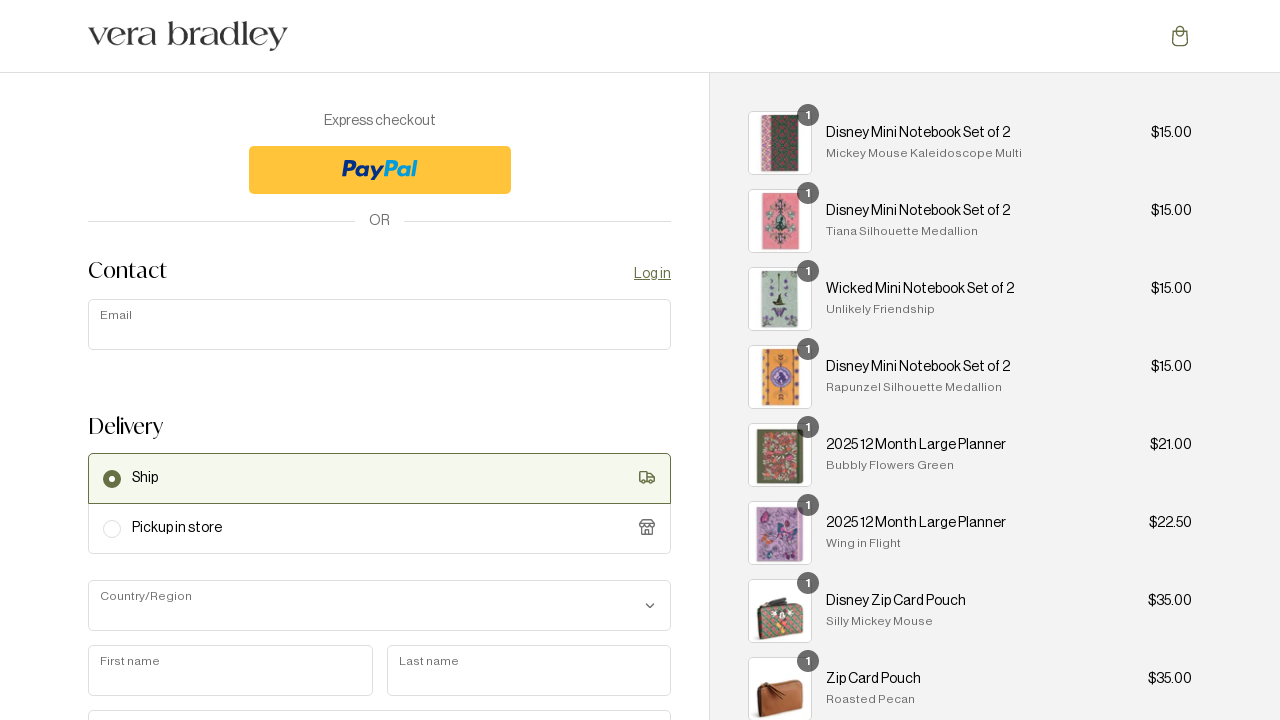 vera bradley
Express checkout
PayPal
OR
Contact
Log in
Email
Delivery
Ship
Pickup in store
Country/Region
First name
Last name
1
Disney Mini Notebook Set of 2
$15.00
Mickey Mouse Kaleidoscope Multi
1
Disney Mini Notebook Set of 2
$15.00
Tiana Silhouette Medallion
1
Wicked Mini Notebook Set of 2
$15.00
Unlikely Friendship
1
Disney Mini Notebook Set of 2
$15.00
Rapunzel Silhouette Medallion
1
2025 12 Month Large Planner
$21.00
Bubbly Flowers Green
1
2025 12 Month Large Planner
$22.50
Wing in Flight
1
Disney Zip Card Pouch
$35.00
Silly Mickey Mouse
1
Zip Card Pouch
$35.00
Roasted Pecan